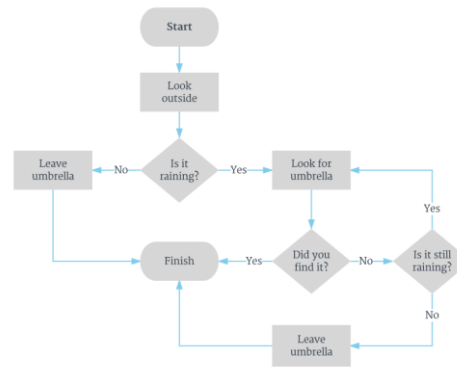 Start
Look
outside
Is it
raining?
No
Yes
Leave
umbrella
Look for
umbrella
Yes
Finish
Yes
Did you
find it?
No
Is it still
raining?
No
Leave
umbrella